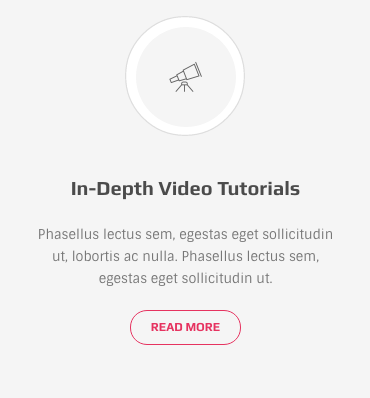 In-Depth Video Tutorials
Phasellus lectus sem, egestas eget sollicitudin
ut, lobortis ac nulla. Phasellus lectus sem,
egestas eget sollicitudin ut.
READ MORE